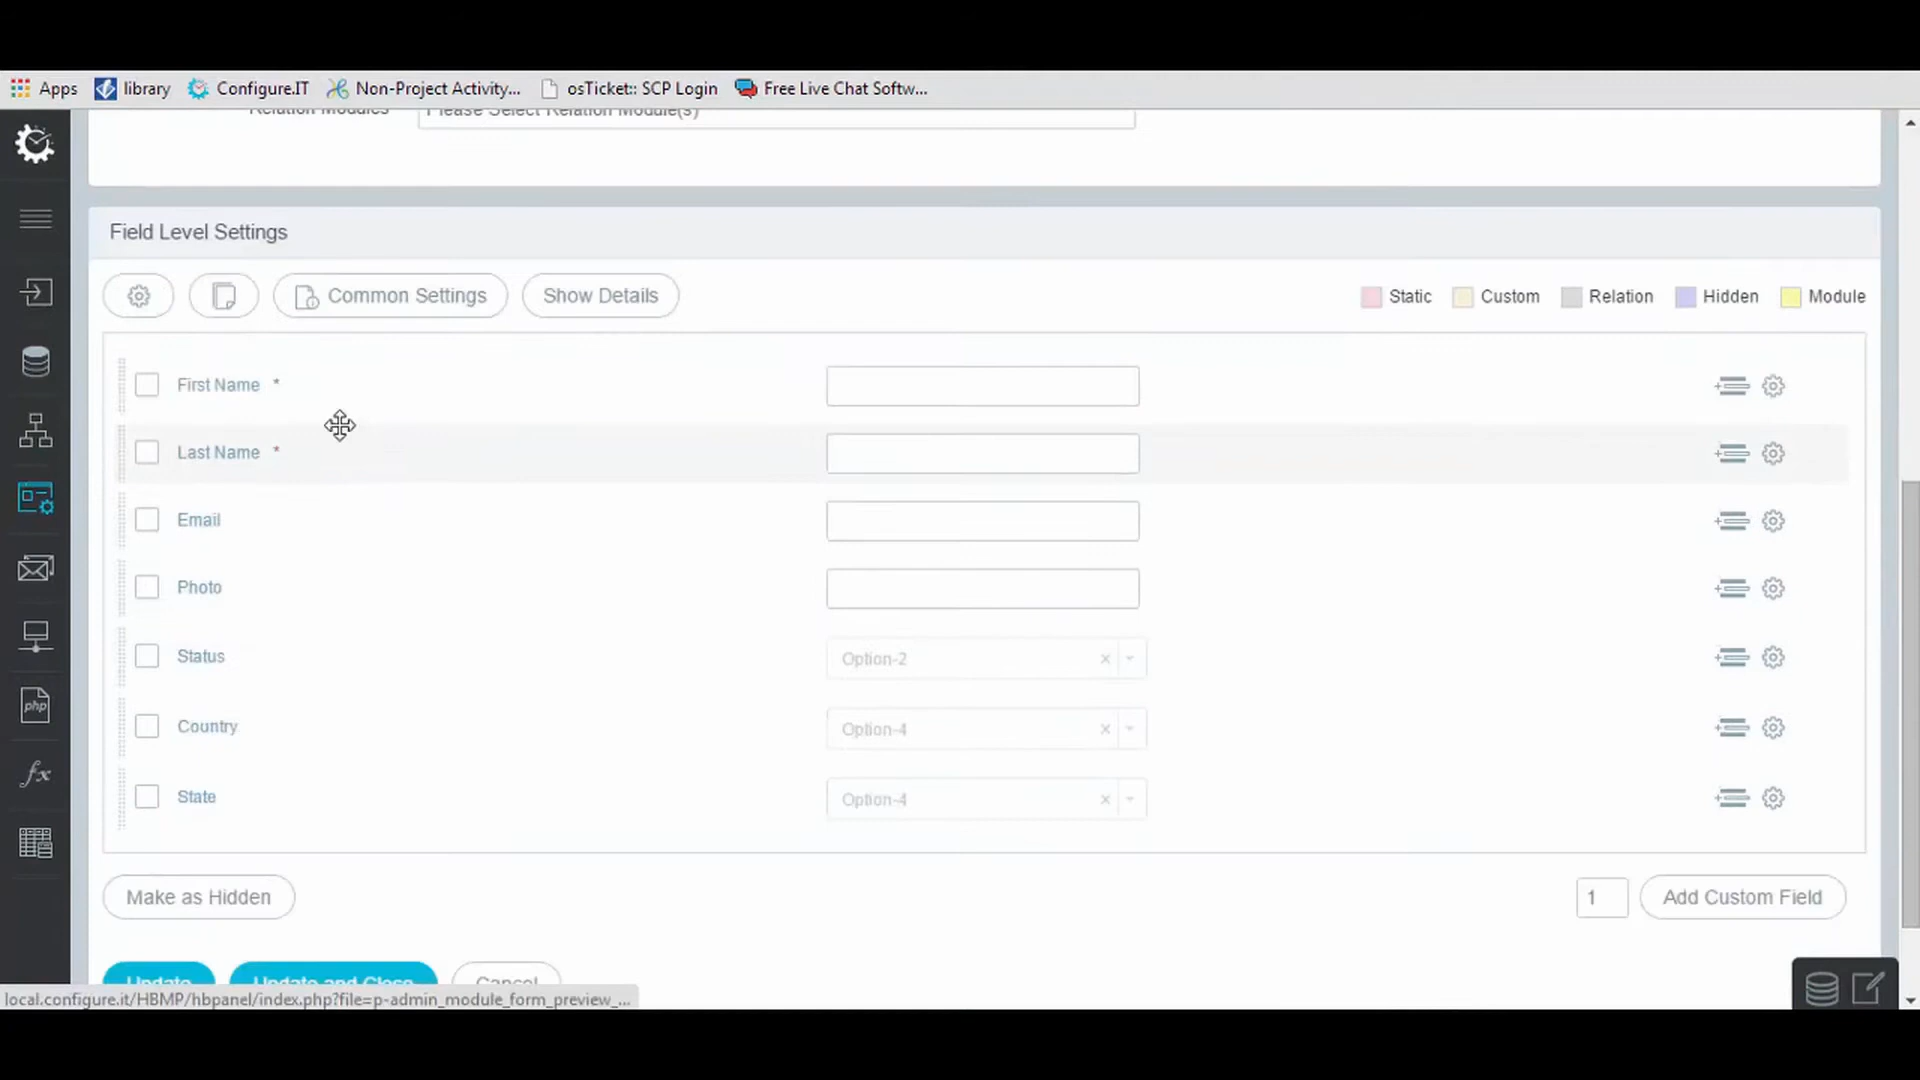 Apps library Configure.IT Non-Project Activity... osTicket:: SCP Login Free Live Chat Softw...
Relation Modules Please Select Relation Module(s)
Field Level Settings
Common Settings Show Details Static Custom Relation Hidden Module
First Name *
Last Name *
Email
Photo
Status Option-2
Country Option-4
State Option-4
php
fx
Make as Hidden 1 Add Custom Field
Update Update and Close Cancel
local.configure.it/HBMP/hbpanel/index.php?file=p-admin_module_form_preview_...